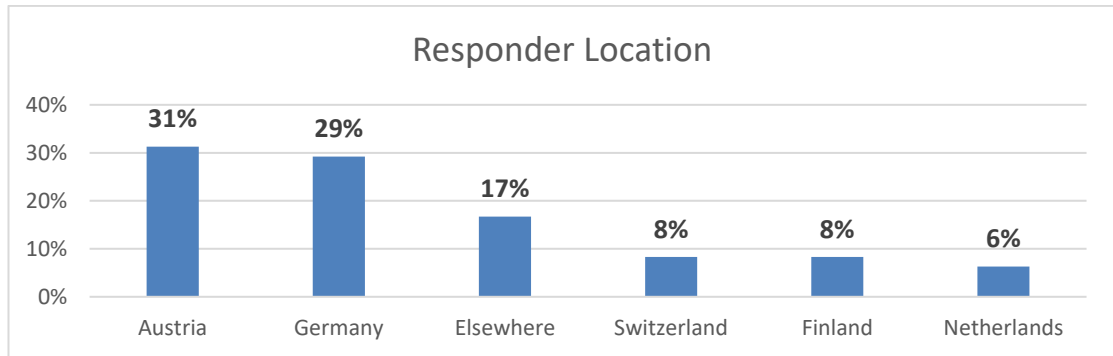 Responder Location
40%
30%
20%
10%
0%
31%
29%
17%
8%
8%
6%
Austria
Germany
Elsewhere
Switzerland
Finland
Netherlands